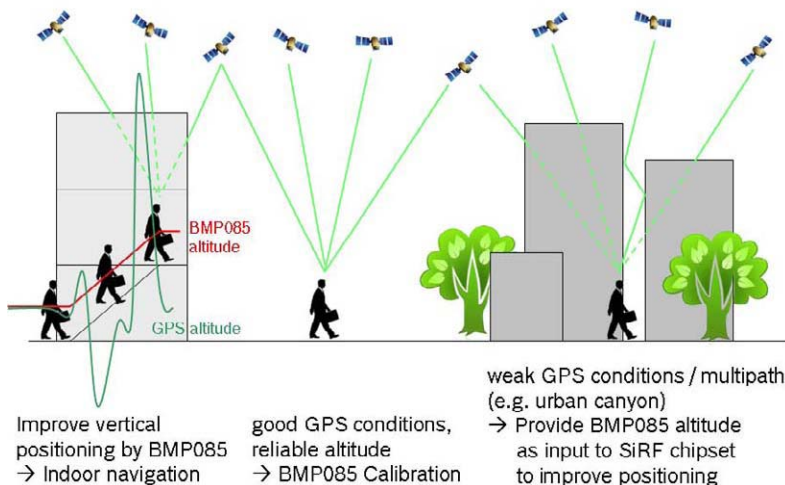 BMP085
altitude
GPS altitude
Improve vertical
positioning by BMP085
→ Indoor navigation
good GPS conditions,
reliable altitude
→ BMP085 Calibration
weak GPS conditions / multipath
(e.g. urban canyon)
→ Provide BMP085 altitude
as input to SiRF chipset
to improve positioning